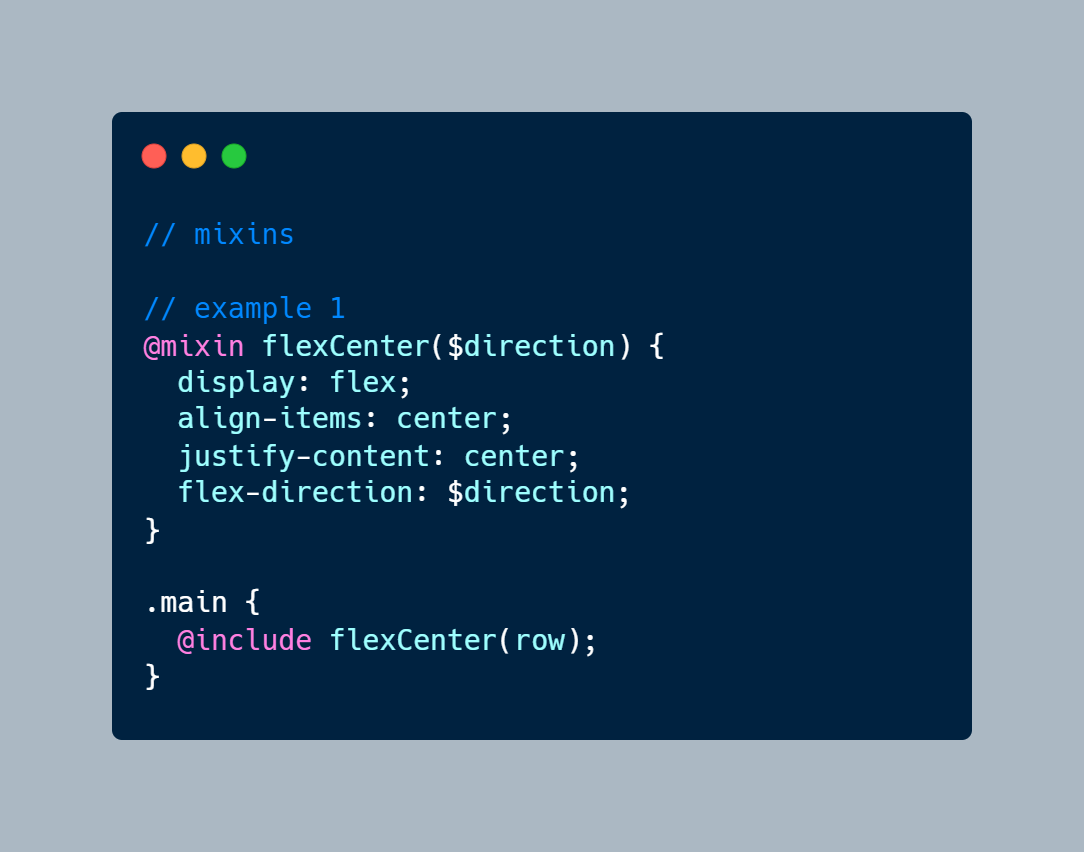 // mixins
// example 1
@mixin flexCenter($direction) {
  display: flex;
  align-items: center;
  justify-content: center;
  flex-direction: $direction;
}
.main {
  @include flexCenter(row);
}